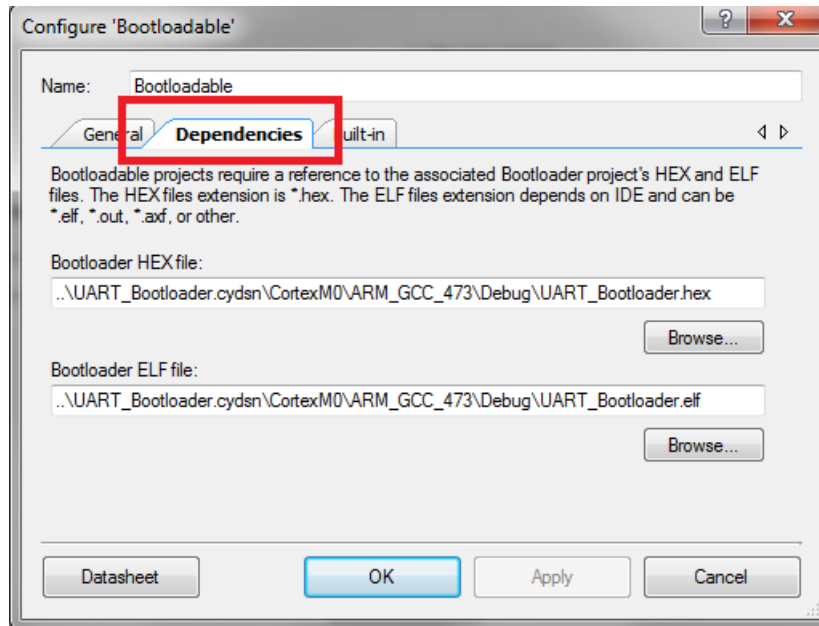 Configure 'Bootloadable'
Name: Bootloadable
General Dependencies Built-in
Bootloadable projects require a reference to the associated Bootloader project's HEX and ELF
files. The HEX files extension is *.hex. The ELF files extension depends on IDE and can be
*.elf, *.out, *.axf, or other.
Bootloader HEX file:
..\UART_Bootloader.cydsn\CortexM0\ARM_GCC_473\Debug\UART_Bootloader.hex
Browse...
Bootloader ELF file:
..\UART_Bootloader.cydsn\CortexM0\ARM_GCC_473\Debug\UART_Bootloader.elf
Browse...
Datasheet OK Apply Cancel